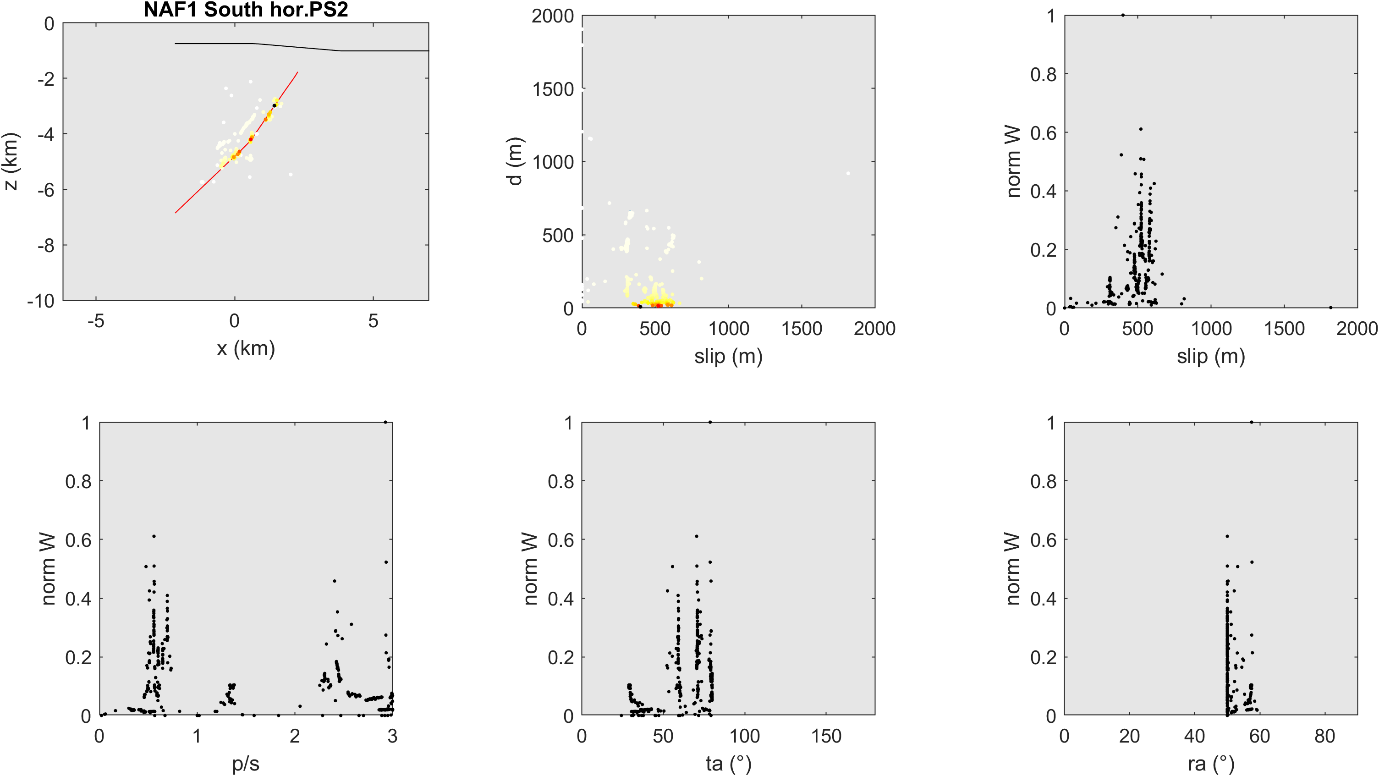 NAF1 South hor.PS2
0
-2
-4
-6
-8
-10
z (km)
-5 0 5
x (km)
2000
1500
1000
500
0
d (m)
0 500 1000 1500 2000
slip (m)
1
0.8
0.6
0.4
0.2
0
norm W
0 500 1000 1500 2000
slip (m)
1
0.8
0.6
0.4
0.2
0
norm W
0 1 2 3
p/s
1
0.8
0.6
0.4
0.2
0
norm W
0 50 100 150
ta (°)
1
0.8
0.6
0.4
0.2
0
norm W
0 20 40 60 80
ra (°)